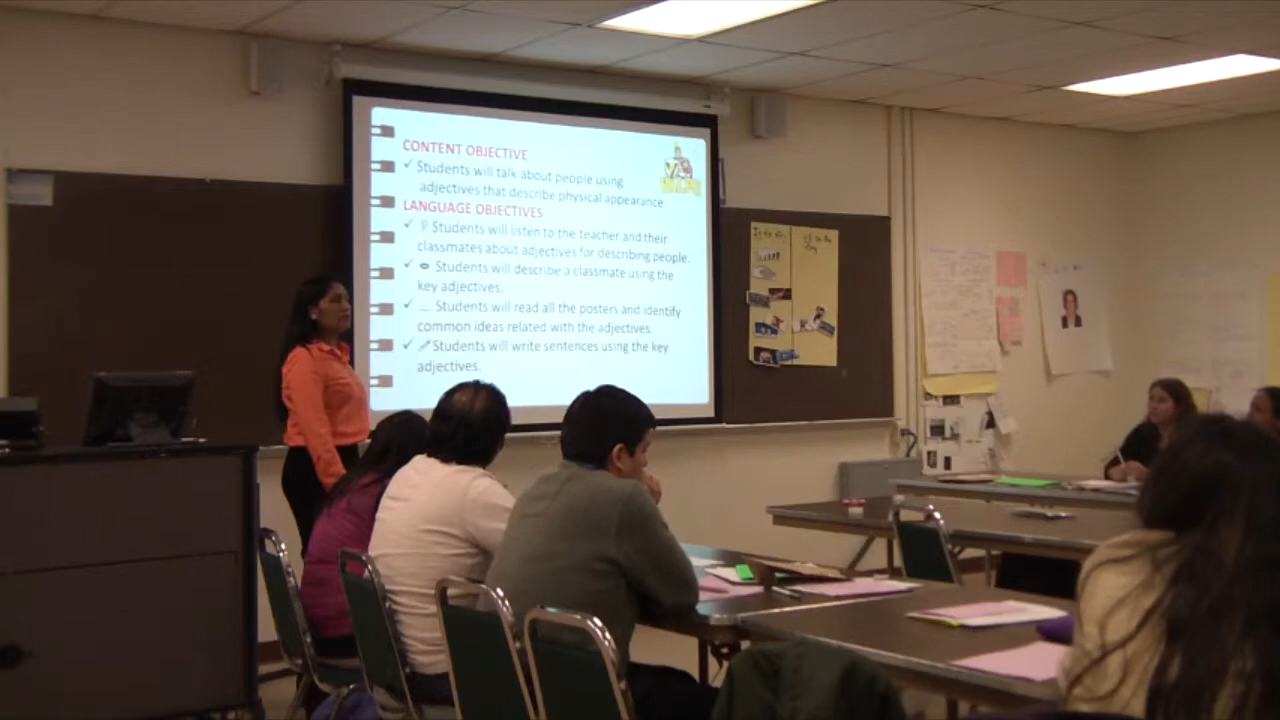 CONTENT OBJECTIVE
✓ Students will talk about people using
adjectives that describe physical appearance.
LANGUAGE OBJECTIVES
✓ Students will listen to the teacher and their
classmates about adjectives for describing people.
✓ Students will describe a classmate using the
key adjectives.
✓ Students will read all the posters and identify
common ideas related with the adjectives.
✓ Students will write sentences using the key
adjectives.